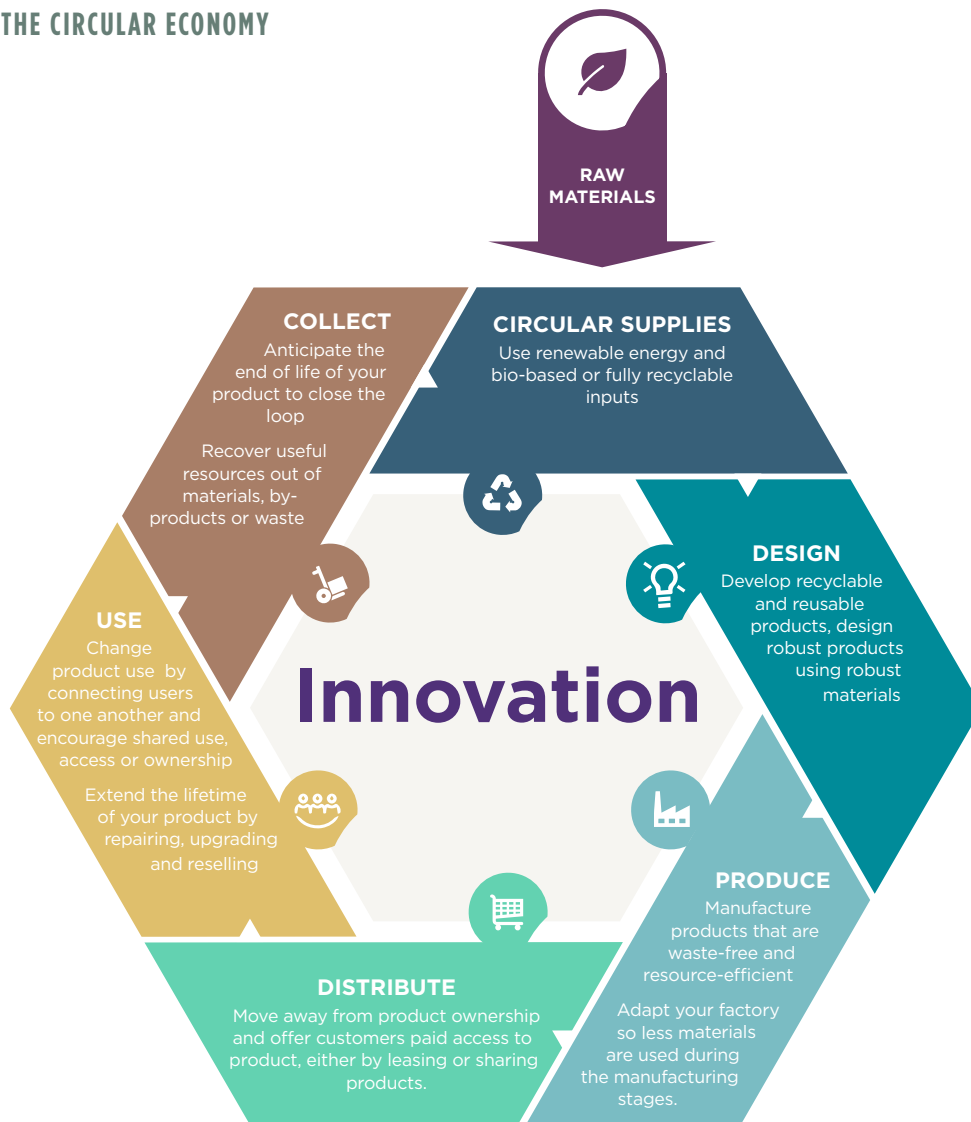 THE CIRCULAR ECONOMY
RAW
MATERIALS
CIRCULAR SUPPLIES
Use renewable energy and
bio-based or fully recyclable
inputs
DESIGN
Develop recyclable
and reusable
products, design
robust products
using robust
materials
PRODUCE
Manufacture
products that are
waste-free and
resource-efficient
Adapt your factory
so less materials
are used during
the manufacturing
stages.
DISTRIBUTE
Move away from product ownership
and offer customers paid access to
product, either by leasing or sharing
products.
USE
Change
product use by
connecting users
to one another and
encourage shared use,
access or ownership
Extend the lifetime
of your product by
repairing, upgrading
and reselling
COLLECT
Anticipate the
end of life of your
product to close the
loop
Recover useful
resources out of
materials, by-
products or waste
Innovation